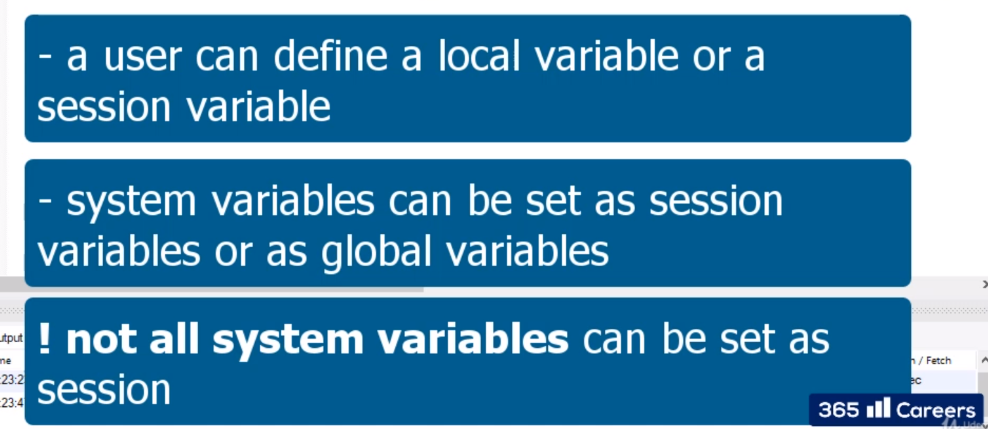 - a user can define a local variable or a
session variable
- system variables can be set as session
variables or as global variables
! not all system variables can be set as
session
utput
ne
n / Fetch
:23:2
ec
:23:4
365 Careers